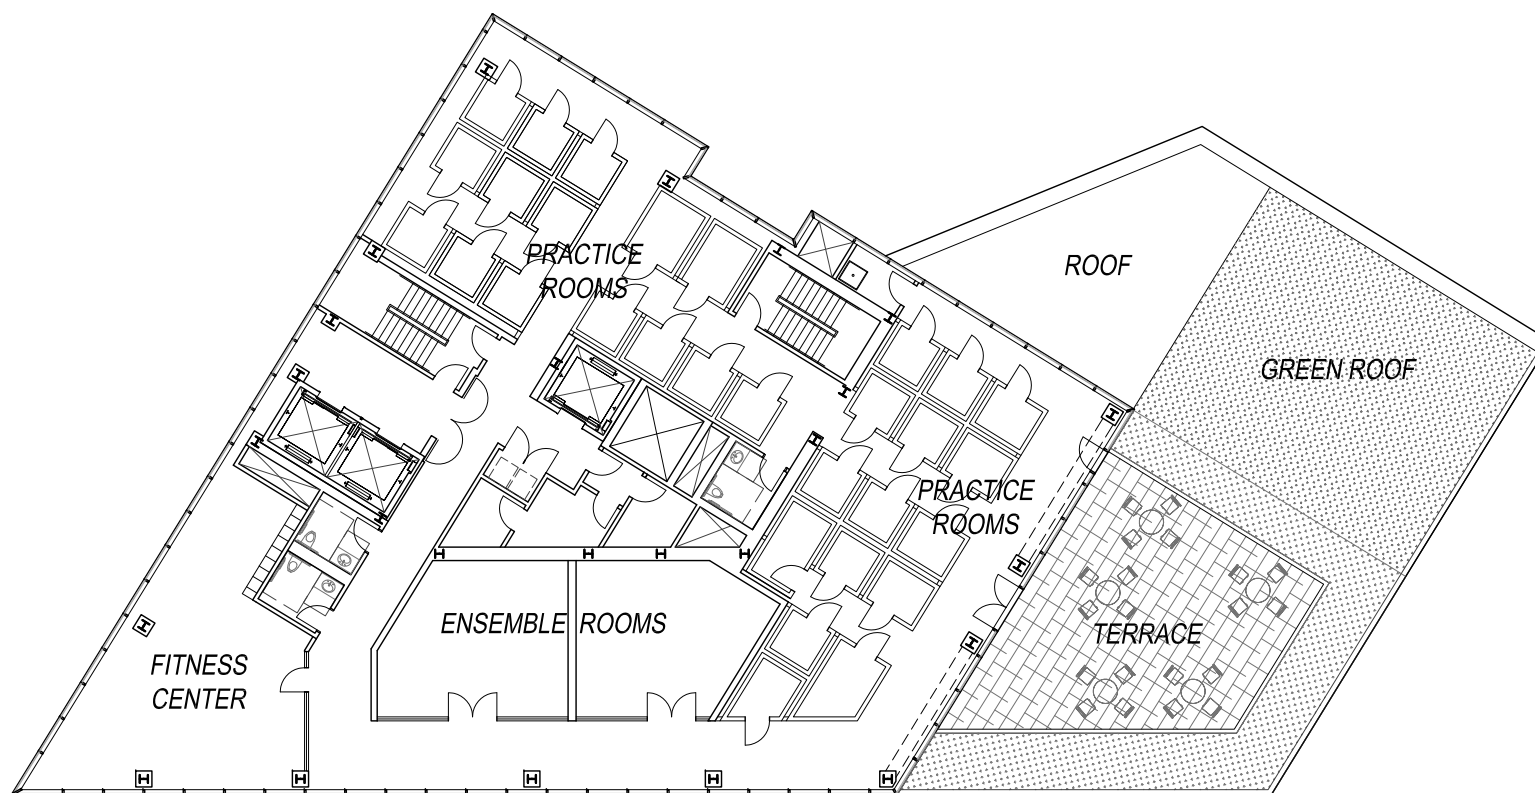 PRACTICE
ROOMS
ROOF
GREEN ROOF
PRACTICE
ROOMS
ENSEMBLE ROOMS
TERRACE
FITNESS
CENTER